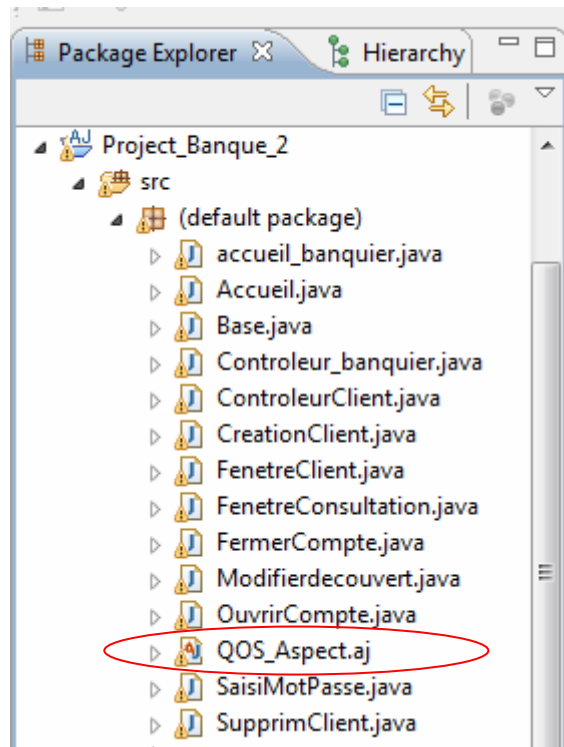 Package Explorer Hierarchy
AJ Project_Banque_2
src
(default package)
J accueil_banquier.java
J Accueil.java
J Base.java
J Controleur_banquier.java
J ControleurClient.java
J CreationClient.java
J FenetreClient.java
J FenetreConsultation.java
J FermerCompte.java
J Modifierdecouvert.java
J OuvrirCompte.java
QOS_Aspect.aj
J SaisiMotPasse.java
J SupprimClient.java